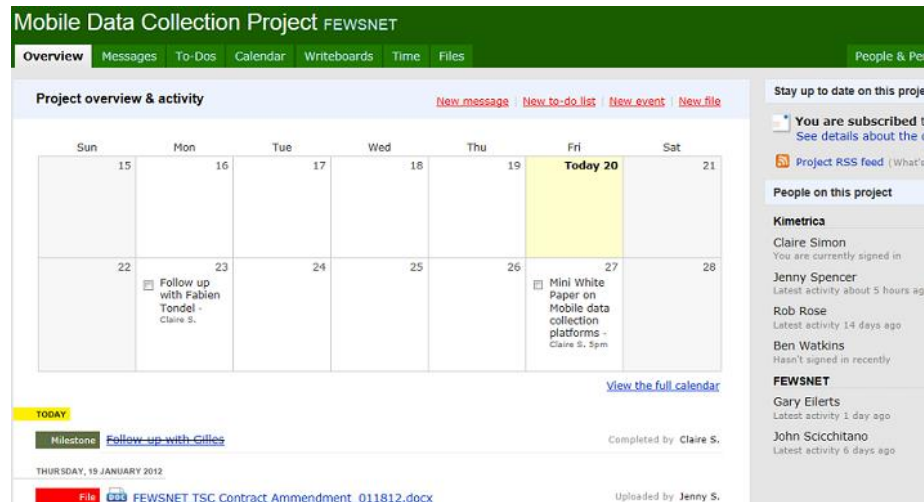 Mobile Data Collection Project FEWSNET
Overview Messages To-Dos Calendar Writeboards Time Files People & Pe
Project overview & activity New message New to-do list New event New file
Sun Mon Tue Wed Thu Fri Sat
15 16 17 18 19 Today 20 21
22 23 24 25 26 27 28
Follow up
with Fabien
Tondel -
Claire S.
Mini White
Paper on
Mobile data
collection
platforms -
Claire S. 5pm
View the full calendar
TODAY
Milestone Follow up with Gilles Completed by Claire S.
THURSDAY, 19 JANUARY 2012
File DOC FEWSNET TSC Contract Ammendment_011812.docx Uploaded by Jenny S.
Stay up to date on this proje
You are subscribed t
See details about the
Project RSS feed (What's
People on this project
Kimetrica
Claire Simon
You are currently signed in
Jenny Spencer
Latest activity about 5 hours ag
Rob Rose
Latest activity 14 days ago
Ben Watkins
Hasn't signed in recently
FEWSNET
Gary Eilerts
Latest activity 1 day ago
John Scicchitano
Latest activity 6 days ago